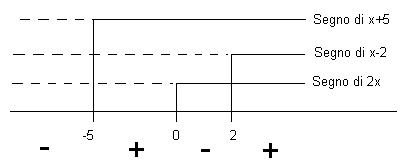 Segno di x+5
Segno di x-2
Segno di 2x
-5 0 2
- + - +